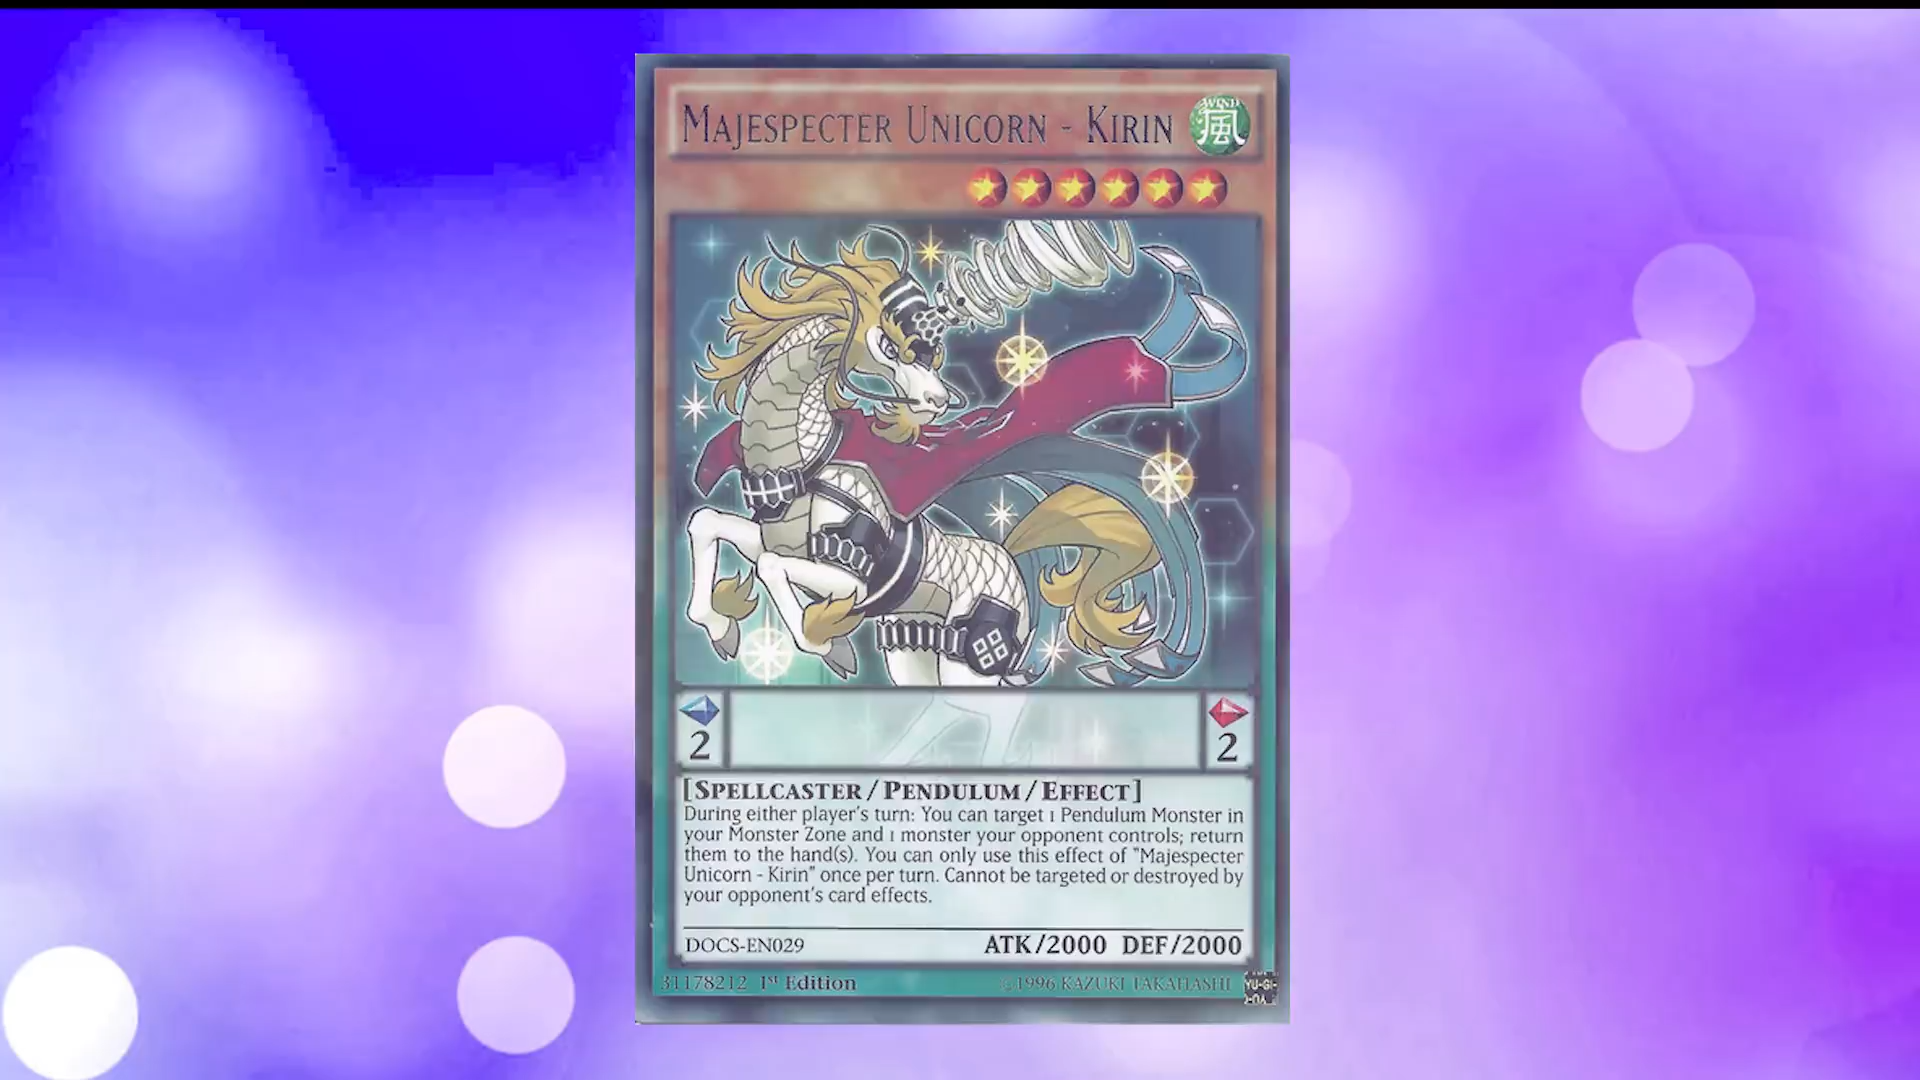 MAJESPECTER UNICORN - KIRIN
WIND
風
2
2
[SPELLCASTER/PENDULUM/EFFECT]
During either player's turn: You can target 1 Pendulum Monster in
your Monster Zone and 1 monster your opponent controls; return
them to the hand(s). You can only use this effect of "Majespecter
Unicorn - Kirin" once per turn. Cannot be targeted or destroyed by
your opponent's card effects.
DOCS-EN029
ATK/2000 DEF/2000
31178212 1st Edition
©1996 KAZUKI TAKAHASHI
YU-GI-